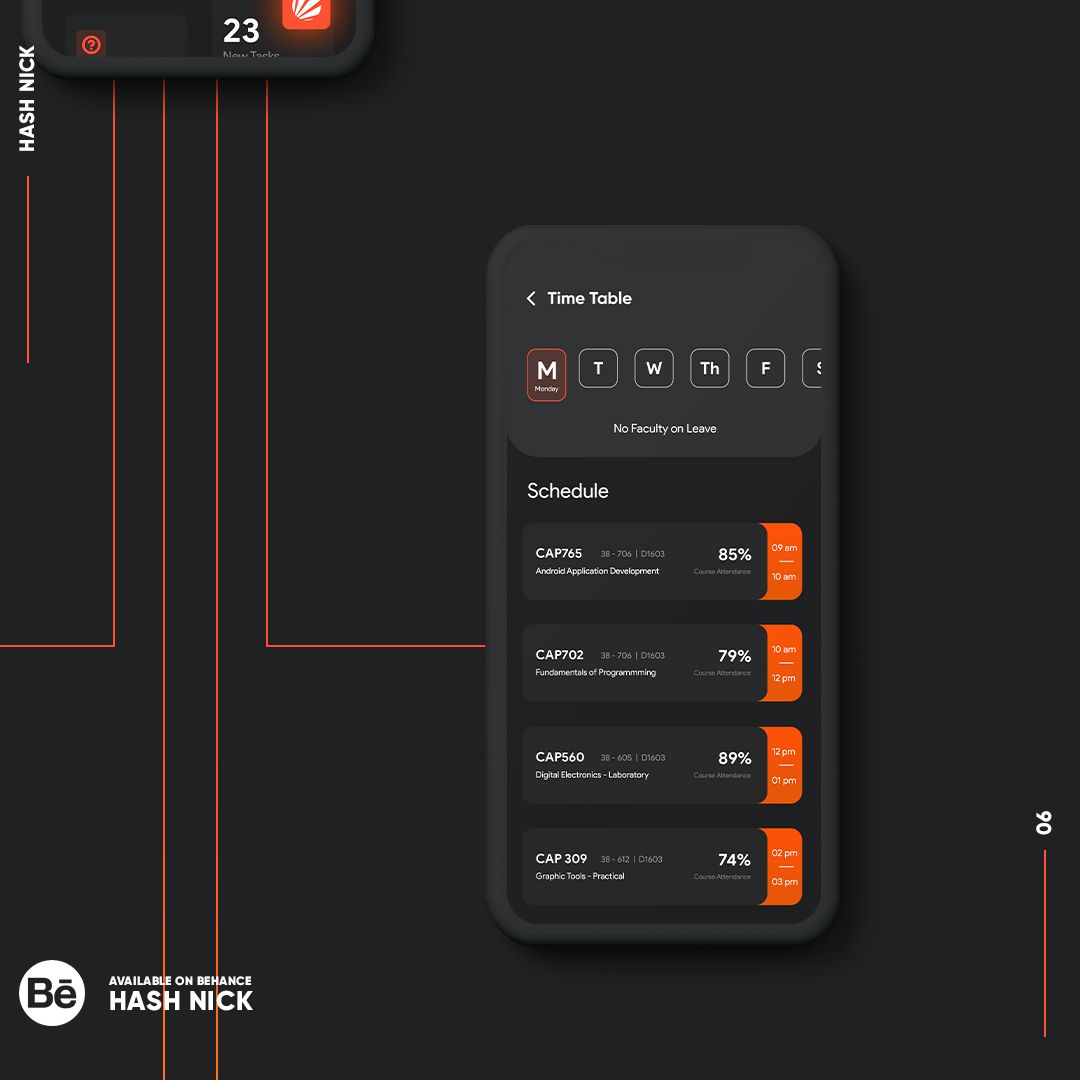 23
New Tasks
HASH NICK
Time Table
M
Monday
T
W
Th
F
No Faculty on Leave
Schedule
CAP765 38 - 706 | D1603
Android Application Development
85%
Course Attendance
09 am
10 am
CAP702 38 - 706 | D1603
Fundamentals of Programmming
79%
Course Attendance
10 am
12 pm
CAP560 38 - 605 | D1603
Digital Electronics - Laboratory
89%
Course Attendance
12 pm
01 pm
CAP 309 38 - 612 | D1603
Graphic Tools - Practical
74%
Course Attendance
02 pm
03 pm
06
Bē
AVAILABLE ON BEHANCE
HASH NICK